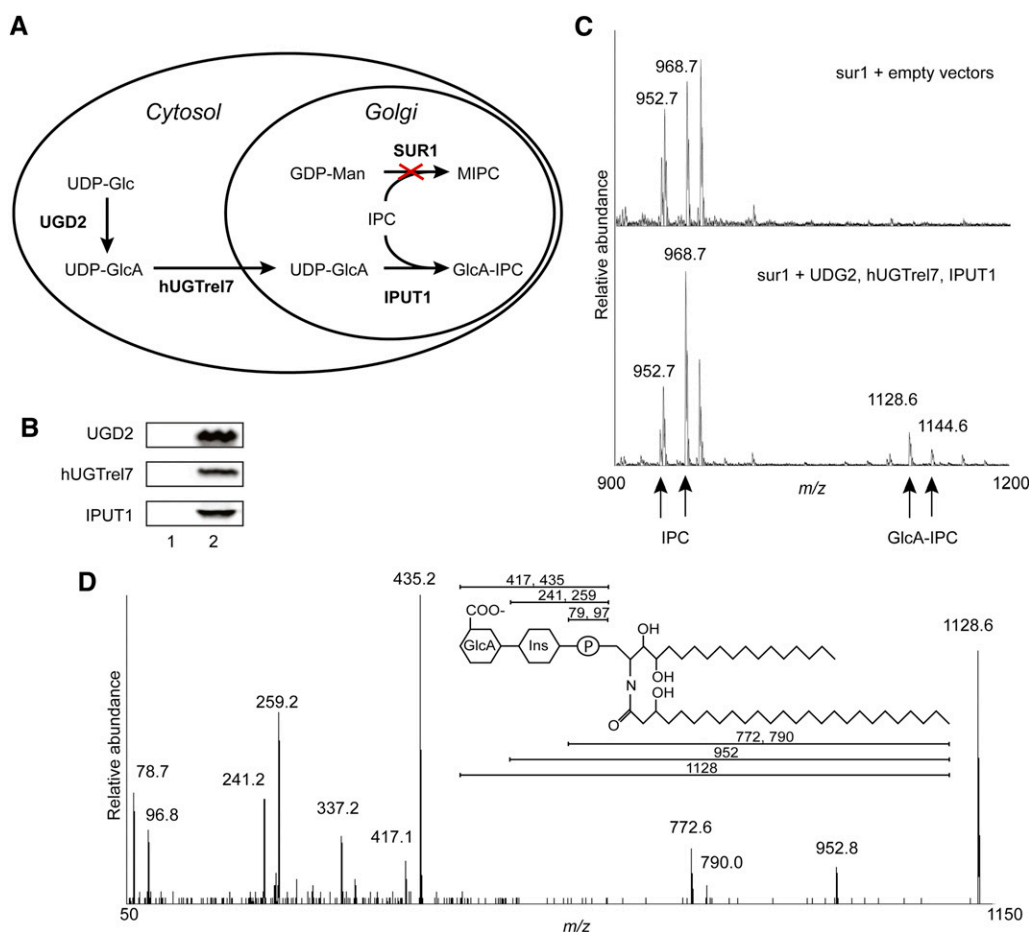 A
Cytosol
Golgi
SUR1
GDP-Man
MIPC
UDP-Glc
UGD2
IPC
UDP-GlcA
UDP-GlcA
GlcA-IPC
hUGTrel7
IPUT1
B
UGD2
hUGTrel7
IPUT1
1 2
C
968.7
sur1 + empty vectors
952.7
Relative abundance
968.7
sur1 + UDG2, hUGTrel7, IPUT1
952.7
1128.6
1144.6
900
m/z
1200
IPC
GlcA-IPC
D
435.2
417, 435
241, 259
79, 97
COO-
GlcA
Ins
P
OH
OH
N
OH
O
1128.6
259.2
Relative abundance
772, 790
952
1128
78.7
241.2
96.8
337.2
417.1
772.6
790.0
952.8
50
m/z
1150